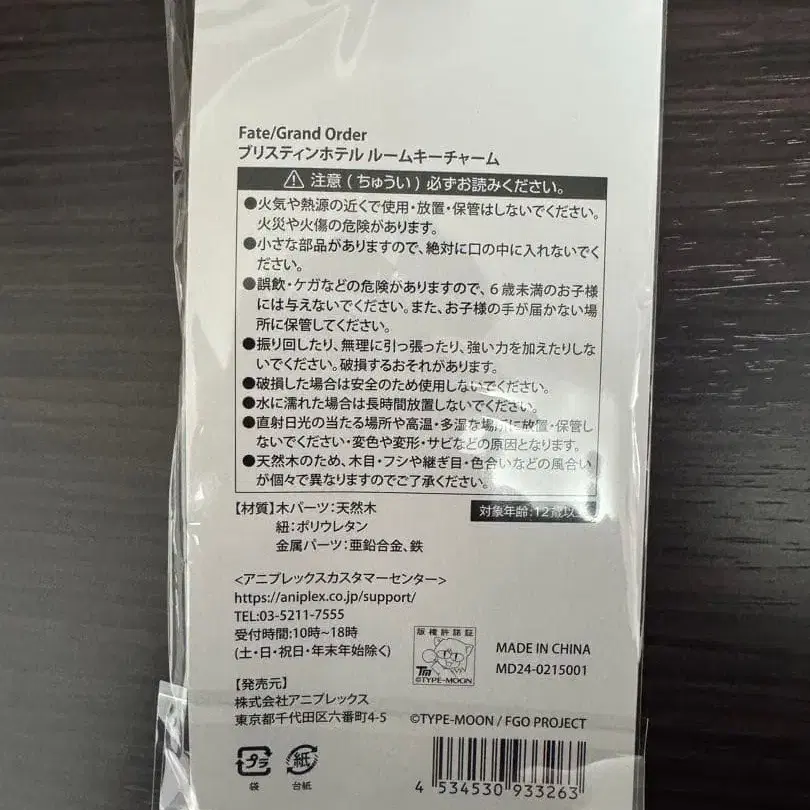 Fate/Grand Order
プリスティンホテル ルームキーチャーム
注意(ちゅうい)必ずお読みください。
●火気や熱源の近くで使用・放置・保管はしないでください。
火災や火傷の危険があります。
●小さな部品がありますので、絶対に口の中に入れないでく
ださい。
●誤飲・ケガなどの危険がありますので、6歳未満のお子様
には与えないでください。また、お子様の手が届かない場
所に保管してください。
●振り回したり、無理に引っ張ったり、強い力を加えたりしな
いでください。破損するおそれがあります。
●破損した場合は安全のため使用しないでください。
●水に濡れた場合は長時間放置しないでください。
●直射日光の当たる場所や高温・多湿な場所に放置・保管し
ないでください・変色や変形・サビなどの原因となります。
●天然木のため、木目・フシや継ぎ目・色合いなどの風合い
が個々で異なりますのでご了承ください。
【材質】木パーツ:天然木
対象年齢:12歳以
紐:ポリウレタン
金属パーツ:亜鉛合金、鉄
<アニプレックスカスタマーセンター>
https://aniplex.co.jp/support/
TEL:03-5211-7555
受付時間:10時~18時
(土・日・祝日・年末年始除く)
版権許諾証
TM
©TYPE-MOON
MADE IN CHINA
MD24-0215001
【発売元】
株式会社アニプレックス
東京都千代田区六番町4-5
©TYPE-MOON / FGO PROJECT
プラ
袋
紙
台紙
4 534530 933263